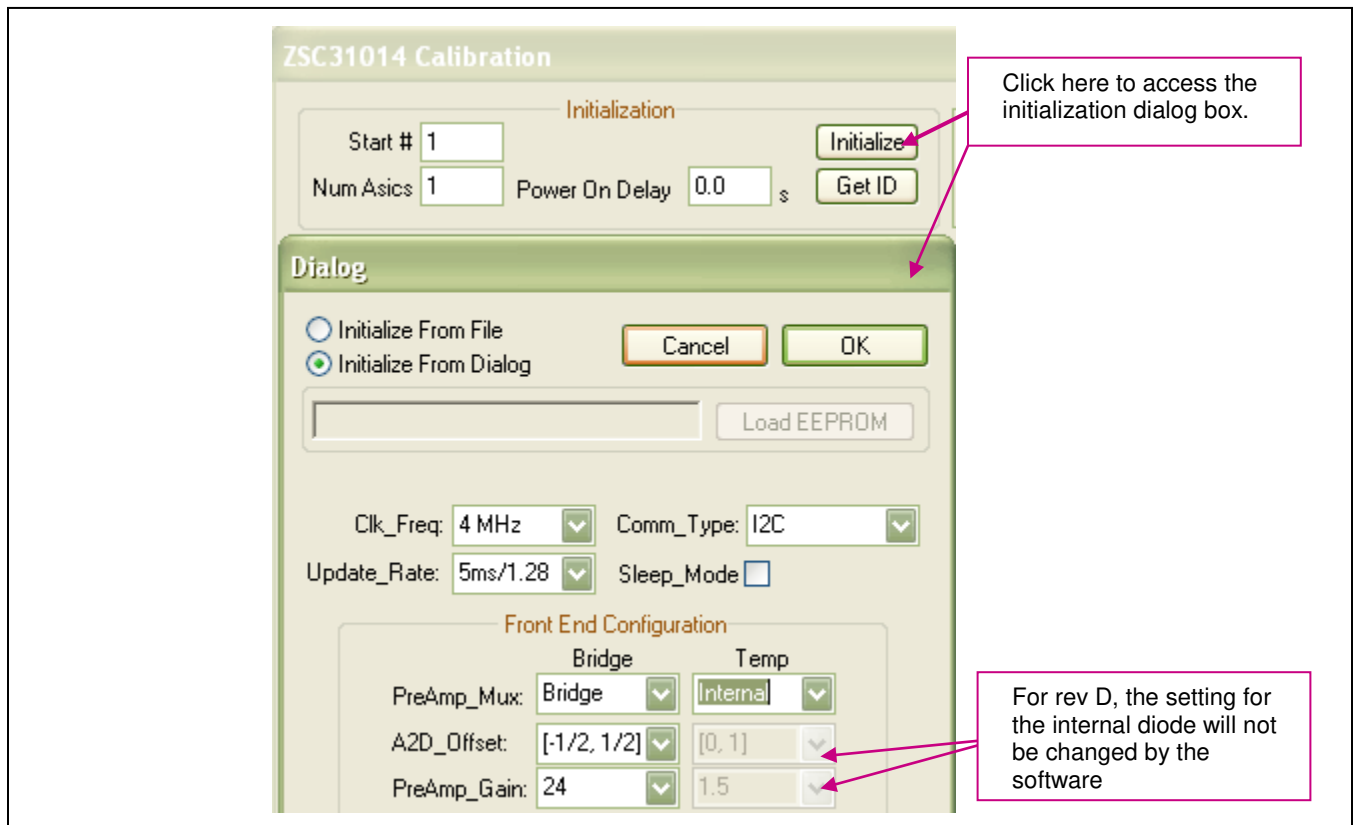 ZSC31014 Calibration
Click here to access the
initialization dialog box.
Initialization
Start # 1
Initialize
Num Asics 1 Power On Delay 0.0 s Get ID
Dialog
Initialize From File
Cancel OK
Initialize From Dialog
Load EEPROM
Clk_Freq: 4 MHz Comm_Type: I2C
Update_Rate: 5ms/1.28 Sleep_Mode
Front End Configuration
Bridge Temp
PreAmp_Mux: Bridge Internal
A2D_Offset: [-1/2, 1/2] [0, 1]
PreAmp_Gain: 24 1.5
For rev D, the setting for
the internal diode will not
be changed by the
software